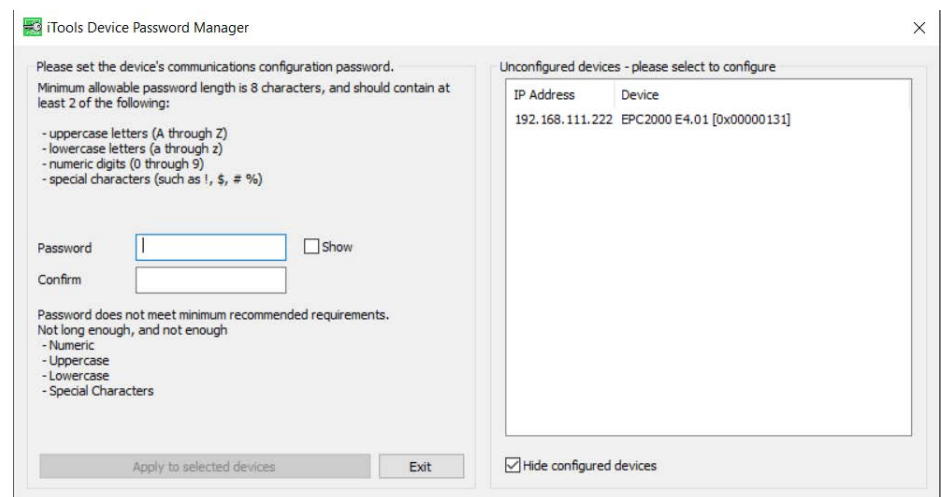 iTools Device Password Manager
Please set the device's communications configuration password.
Minimum allowable password length is 8 characters, and should contain at
least 2 of the following:
- uppercase letters (A through Z)
- lowercase letters (a through z)
- numeric digits (0 through 9)
- special characters (such as !, $, # %)
Password
Show
Confirm
Password does not meet minimum recommended requirements.
Not long enough, and not enough
- Numeric
- Uppercase
- Lowercase
- Special Characters
Apply to selected devices
Exit
Unconfigured devices - please select to configure
IP Address Device
192.168.111.222 EPC2000 E4.01 [0x00000131]
Hide configured devices